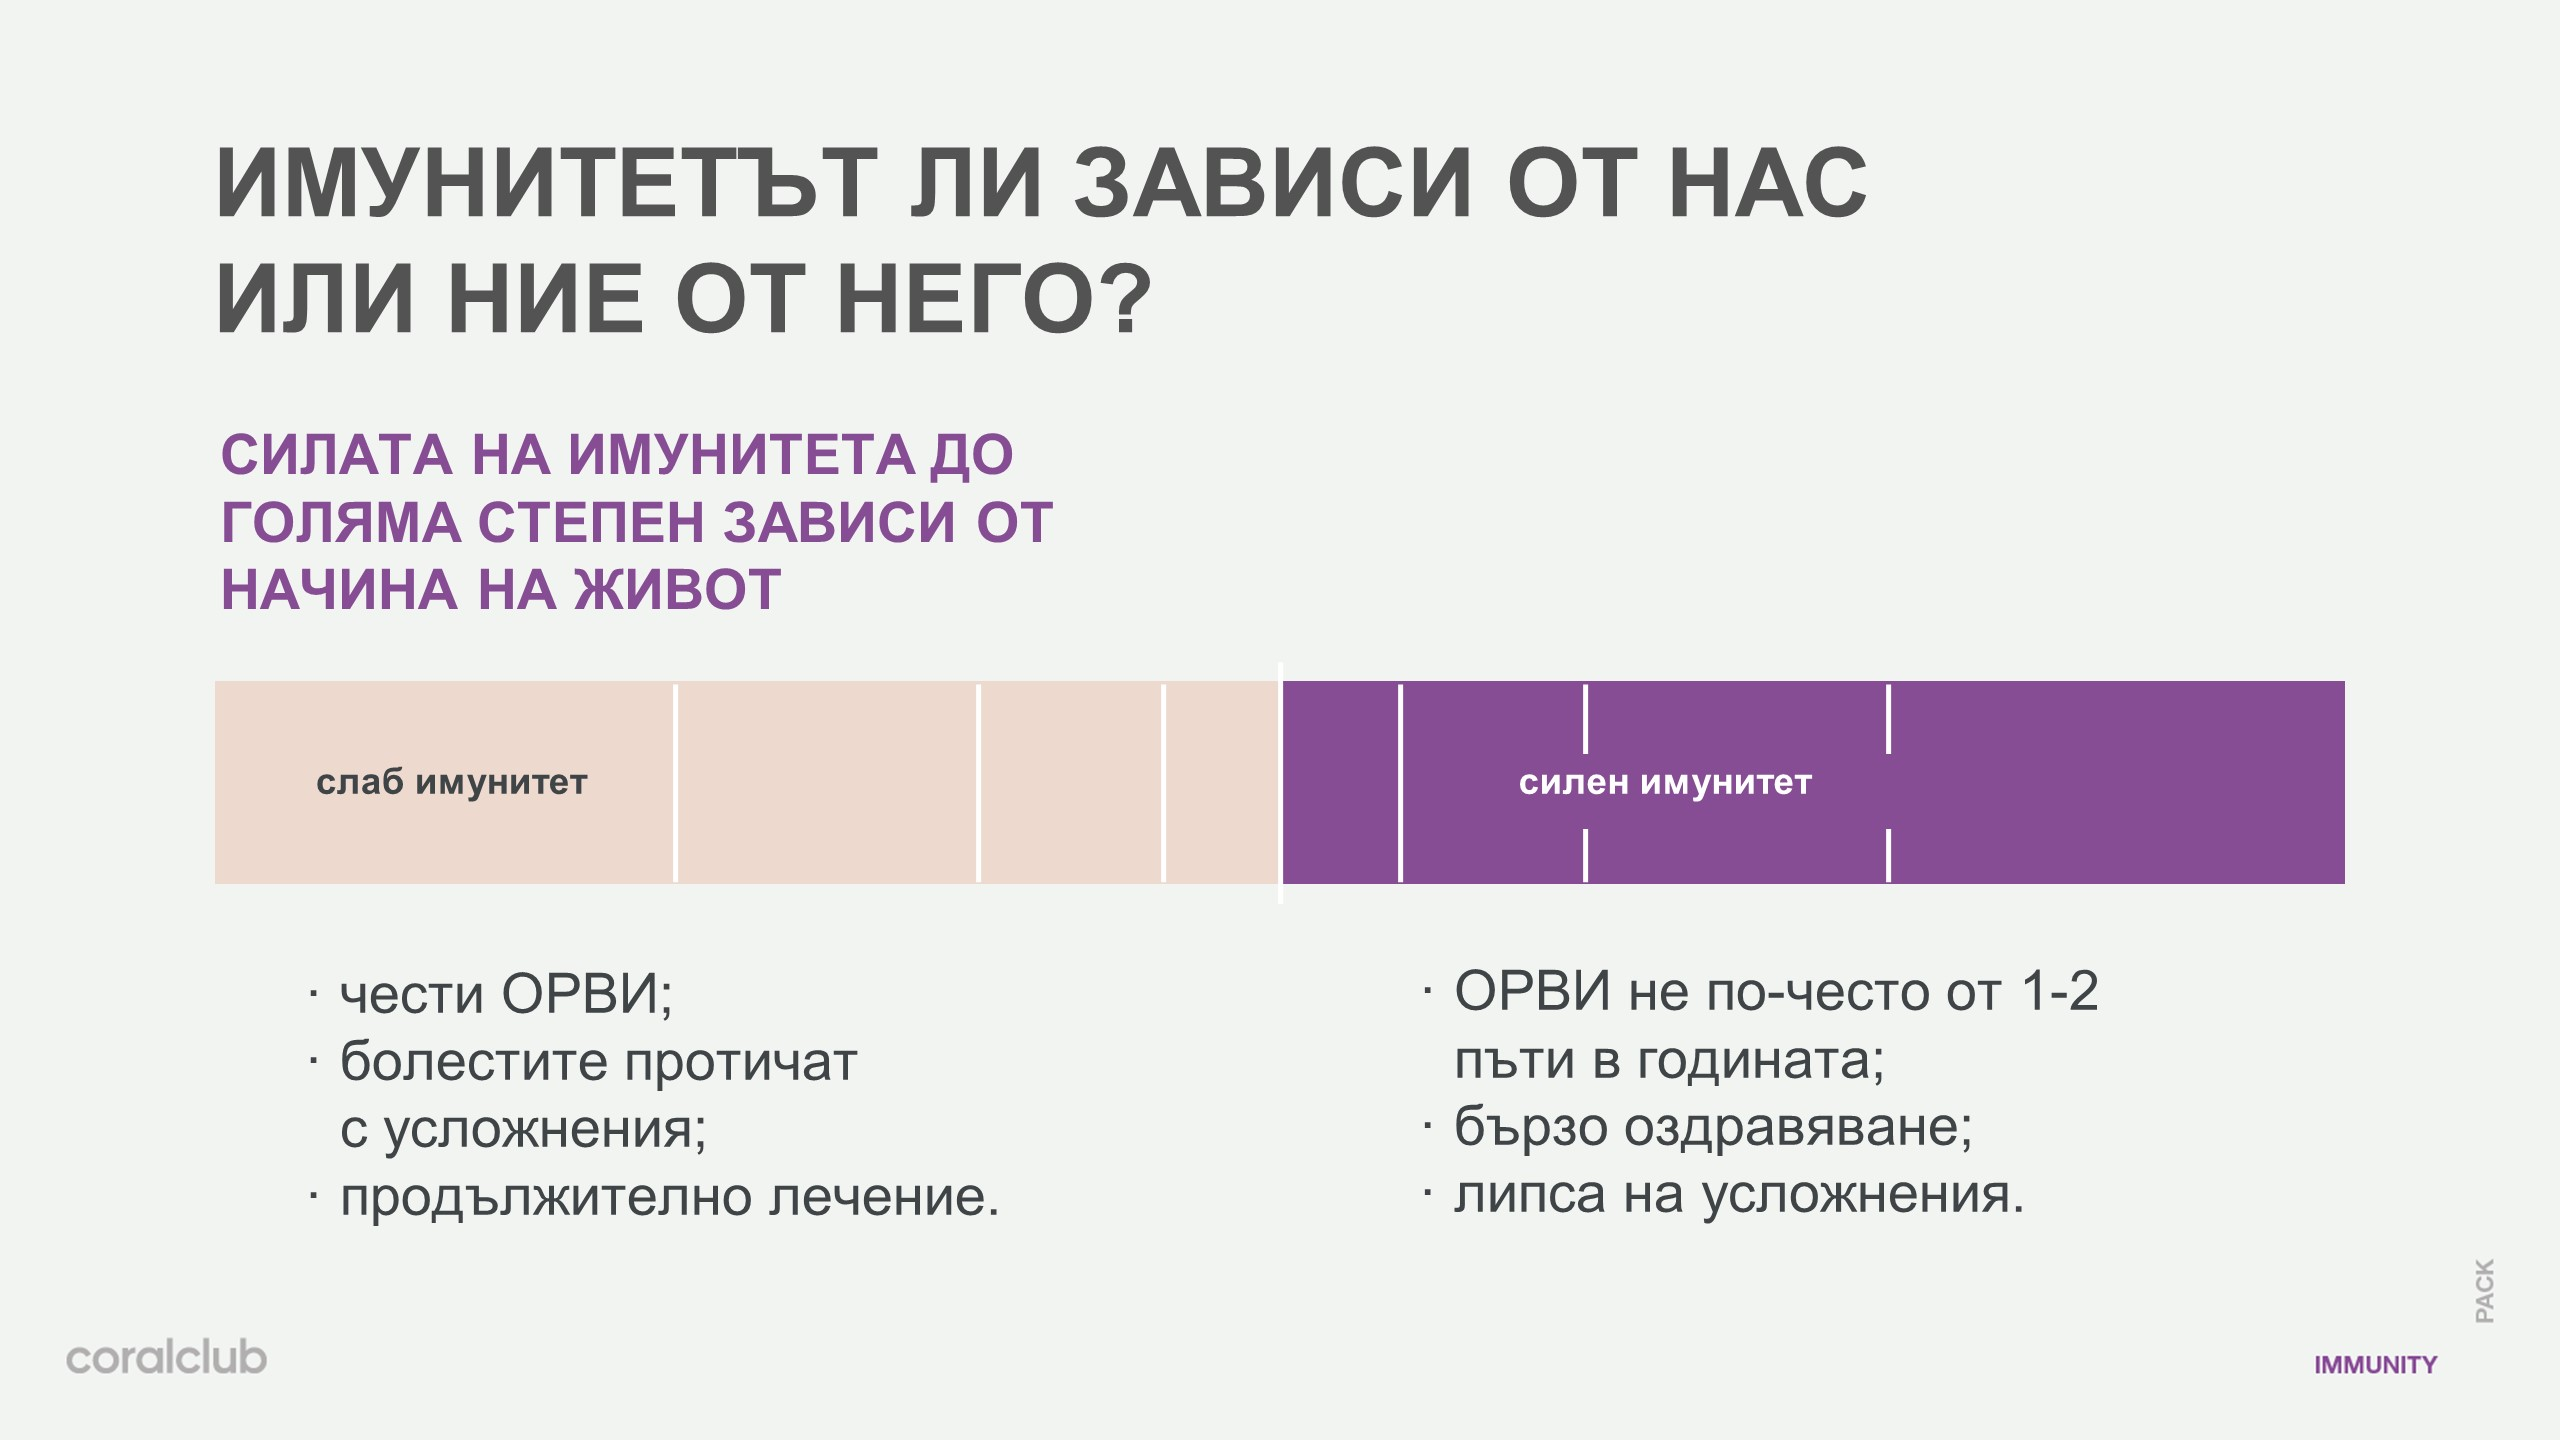 ИМУНИТЕТЪТ ЛИ ЗАВИСИ ОТ НАС
ИЛИ НИЕ ОТ НЕГО?
СИЛАТА НА ИМУНИТЕТА ДО
ГОЛЯМА СТЕПЕН ЗАВИСИ ОТ
НАЧИНА НА ЖИВОТ
слаб имунитет
силен имунитет
· чести ОРВИ;
· болестите протичат
с усложнения;
· продължително лечение.
· ОРВИ не по-често от 1-2
пъти в годината;
· бързо оздравяване;
· липса на усложнения.
coralclub
IMMUNITY
PACK